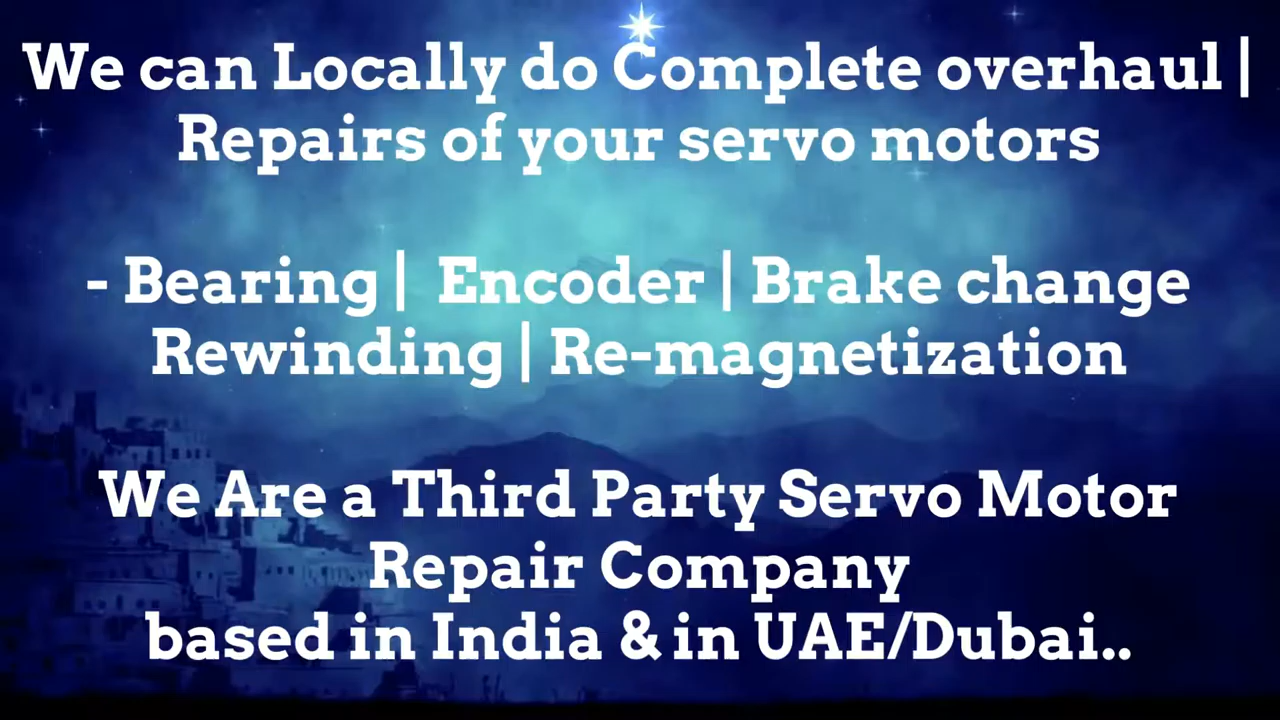 We can Locally do Complete overhaul |
Repairs of your servo motors
- Bearing | Encoder | Brake change
Rewinding | Re-magnetization
We Are a Third Party Servo Motor
Repair Company
based in India & in UAE/Dubai..